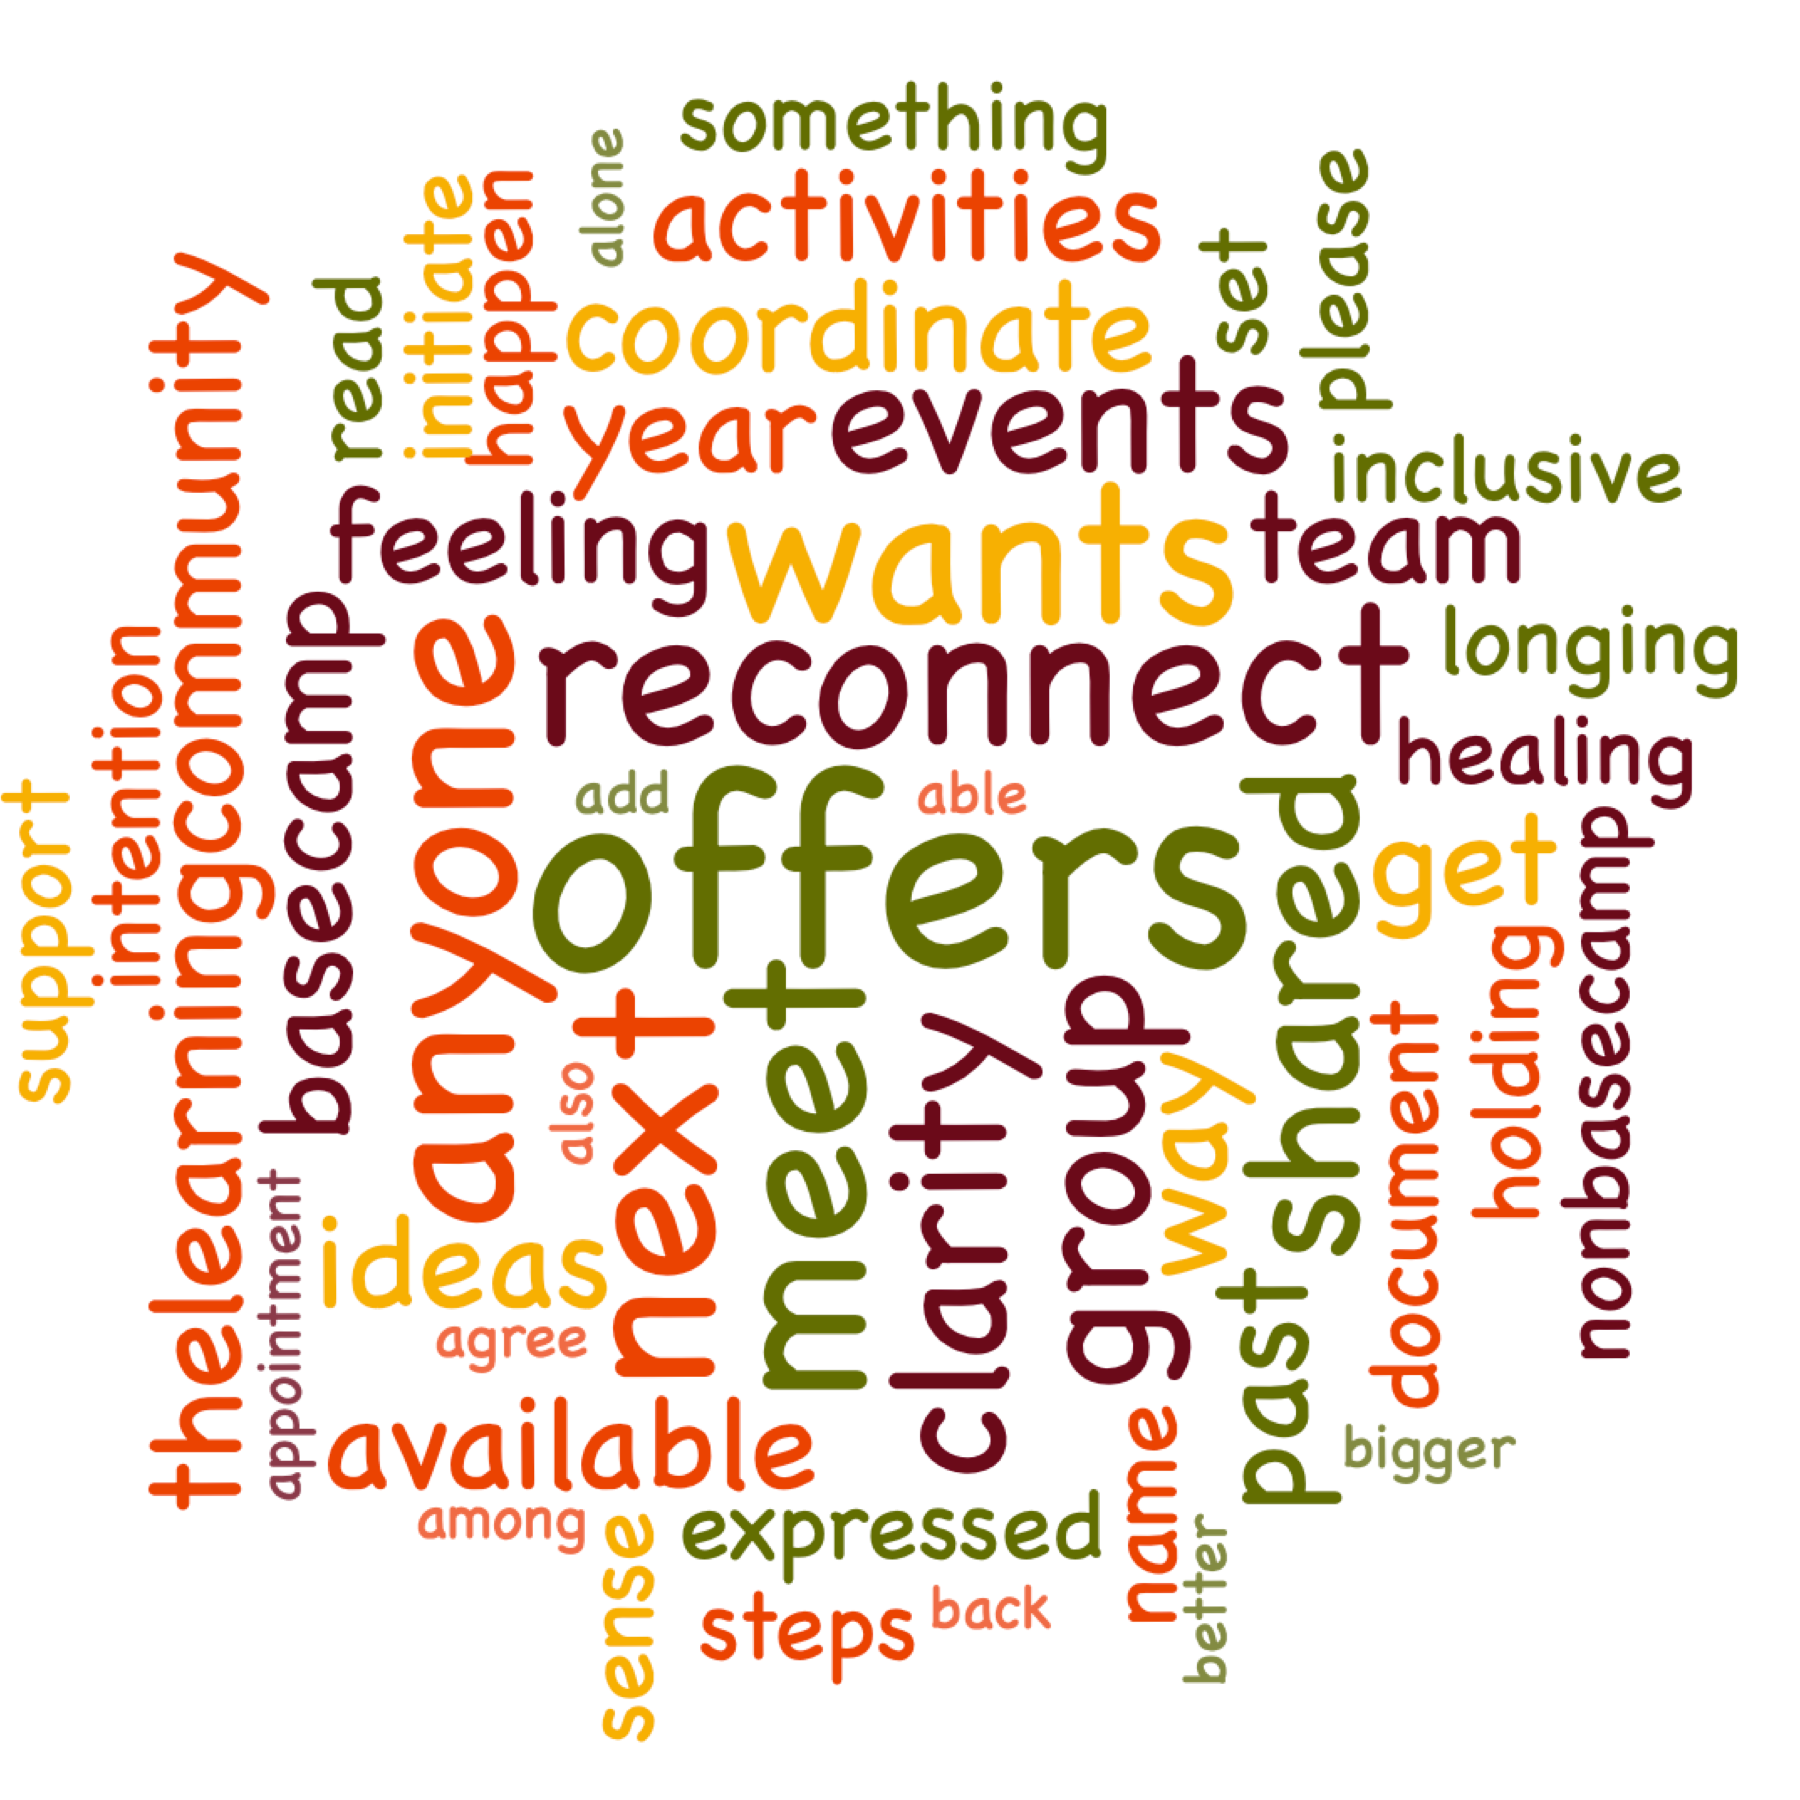 something
alone
activities
please
initiate
happen
set
read
coordinate
thelearningcommunity
year
events
inclusive
feeling
wants
team
basecamp
anyone
reconnect
longing
intention
healing
support
add
able
offers
shared
get
nonbasecamp
holding
meet
next
also
clarity
group
way
document
appointment
ideas
agree
past
available
name
bigger
among
expressed
sense
better
steps
back